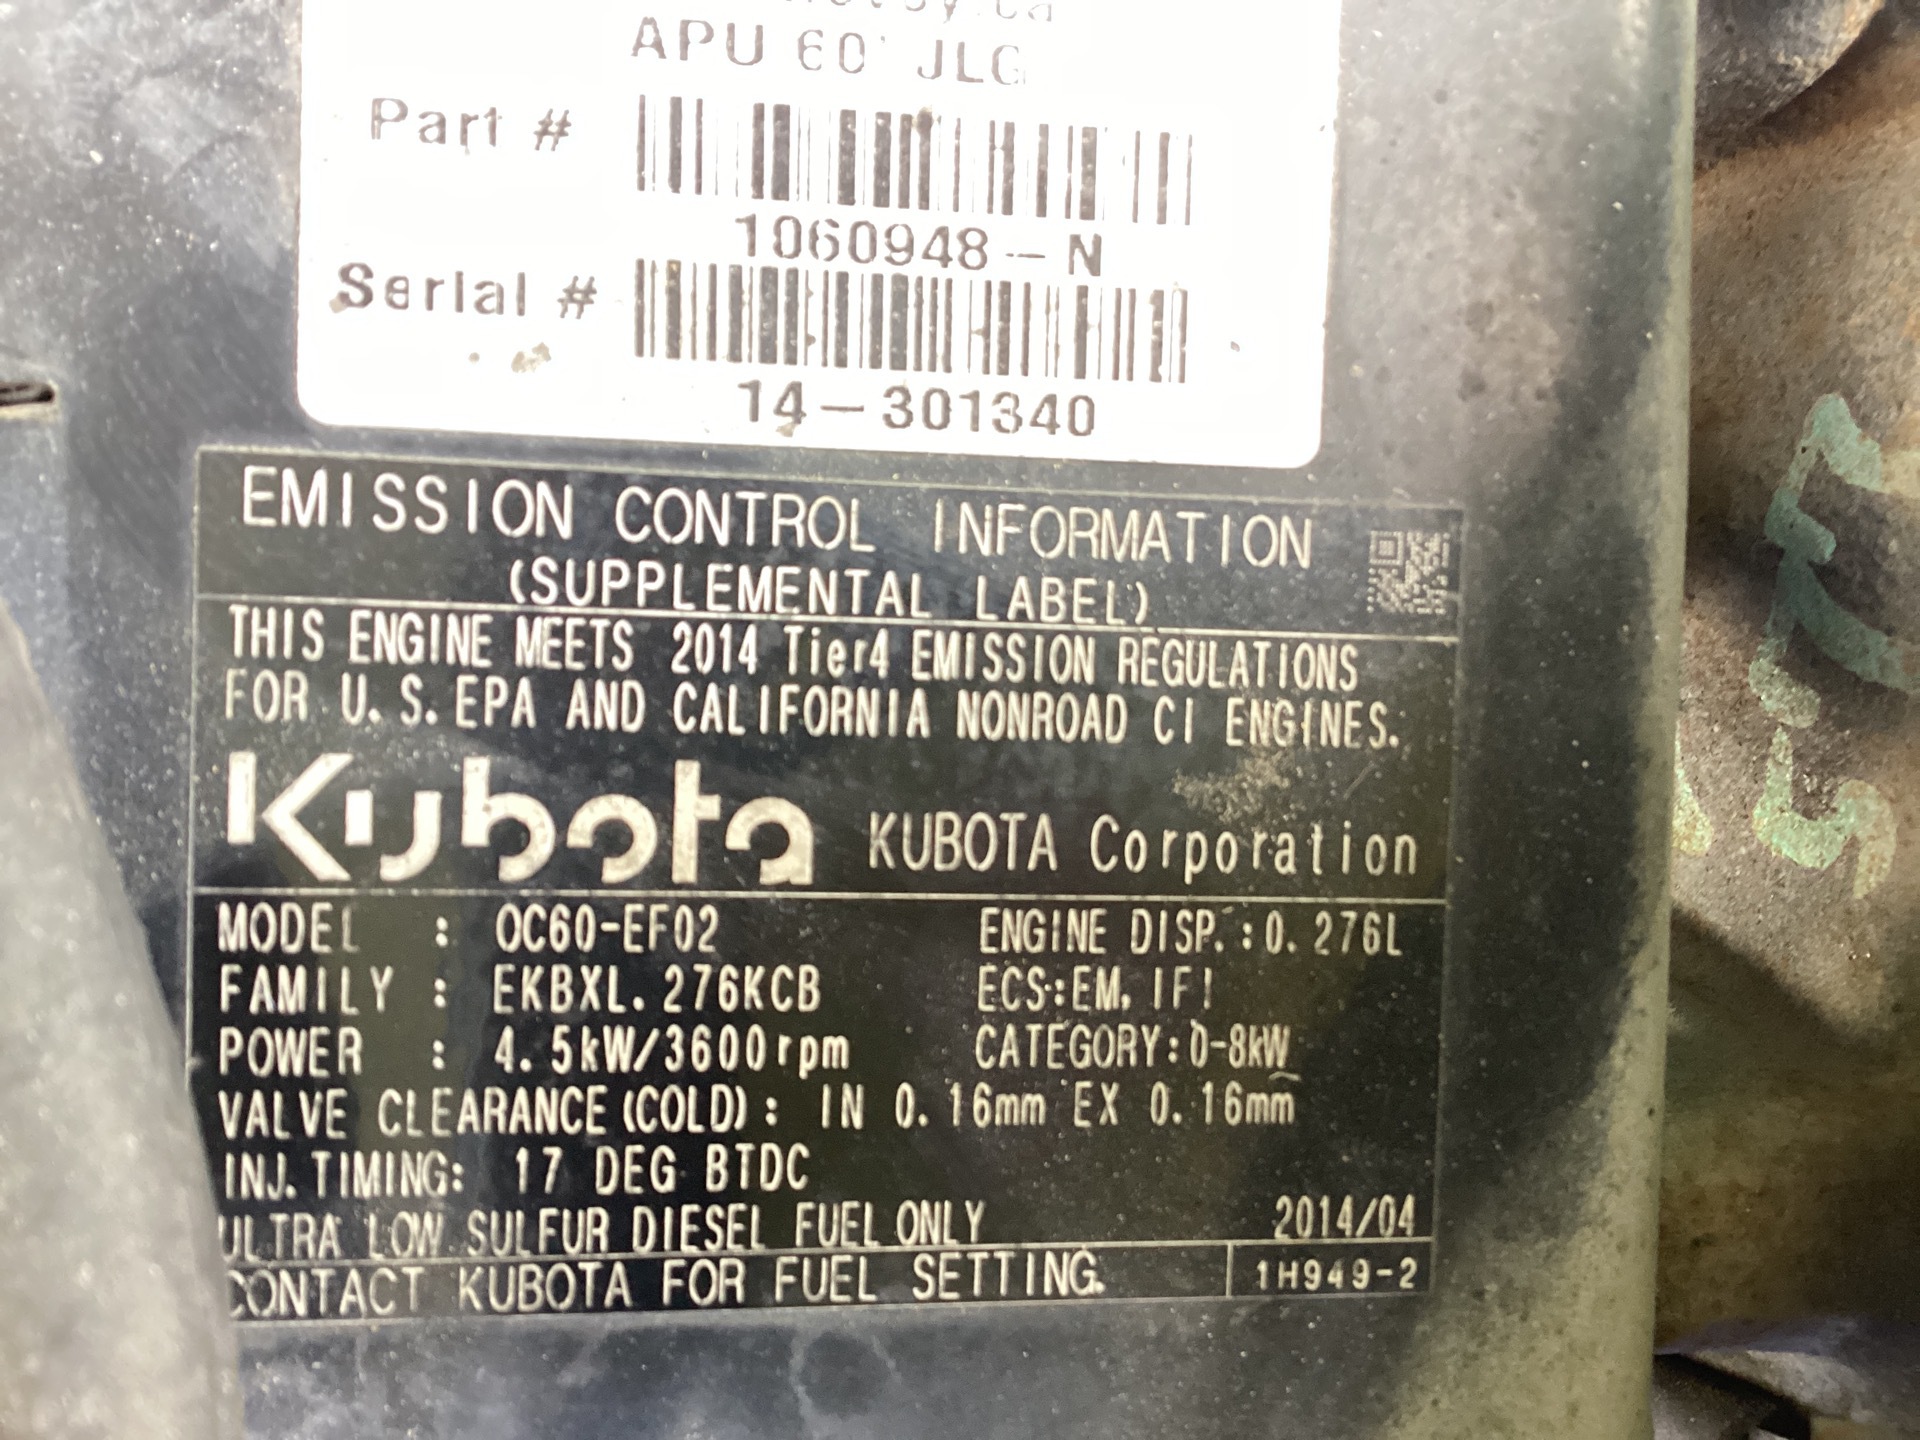 APU 60' JLG
Part #
1060948-N
Serial #
14-301340
EMISSION CONTROL INFORMATION
(SUPPLEMENTAL LABEL)
THIS ENGINE MEETS 2014 Tier4 EMISSION REGULATIONS
FOR U.S.EPA AND CALIFORNIA NONROAD CI ENGINES.
Kubota KUBOTA Corporation
MODEL : OC60-EF02 ENGINE DISP.:0.276L
FAMILY : EKBXL.276KCB ECS:EM, IFI
POWER : 4.5kW/3600rpm CATEGORY:0-8kW
VALVE CLEARANCE(COLD): IN 0.16mm EX 0.16mm
INJ.TIMING: 17 DEG BTDC
ULTRA LOW SULFUR DIESEL FUEL ONLY 2014/04
CONTACT KUBOTA FOR FUEL SETTING. 1H949-2